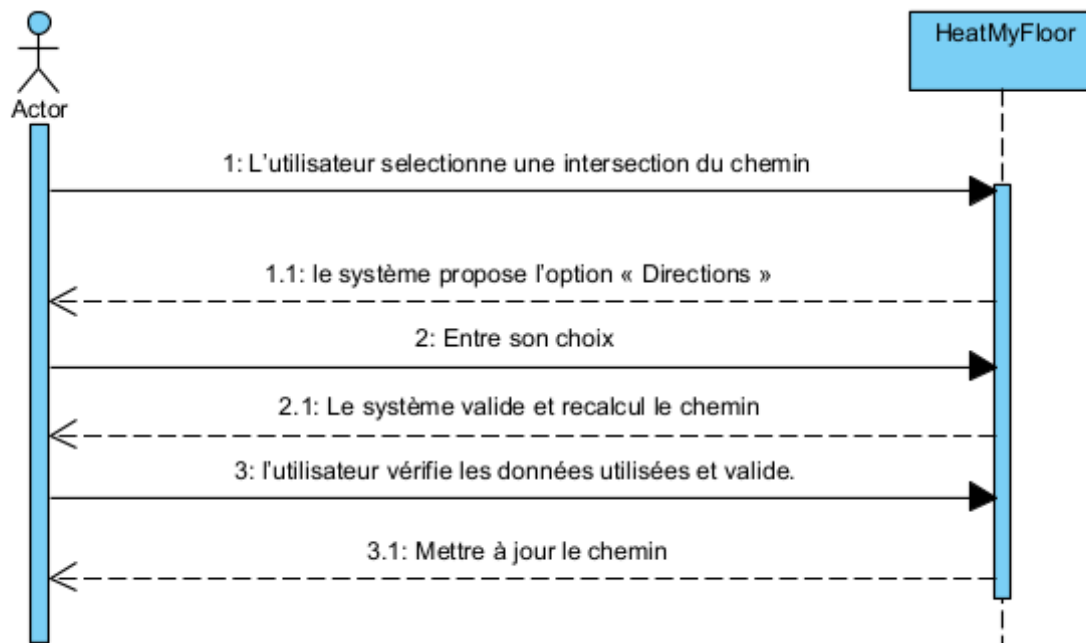 HeatMyFloor
Actor
1: L'utilisateur selectionne une intersection du chemin
1.1: le système propose l'option « Directions »
2: Entre son choix
2.1: Le système valide et recalcul le chemin
3: l'utilisateur vérifie les données utilisées et valide.
3.1: Mettre à jour le chemin